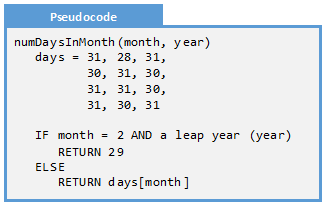 Pseudocode
numDaysInMonth(month, year)
days = 31, 28, 31,
30, 31, 30,
31, 31, 30,
31, 30, 31
IF month = 2 AND a leap year (year)
RETURN 29
ELSE
RETURN days[month]